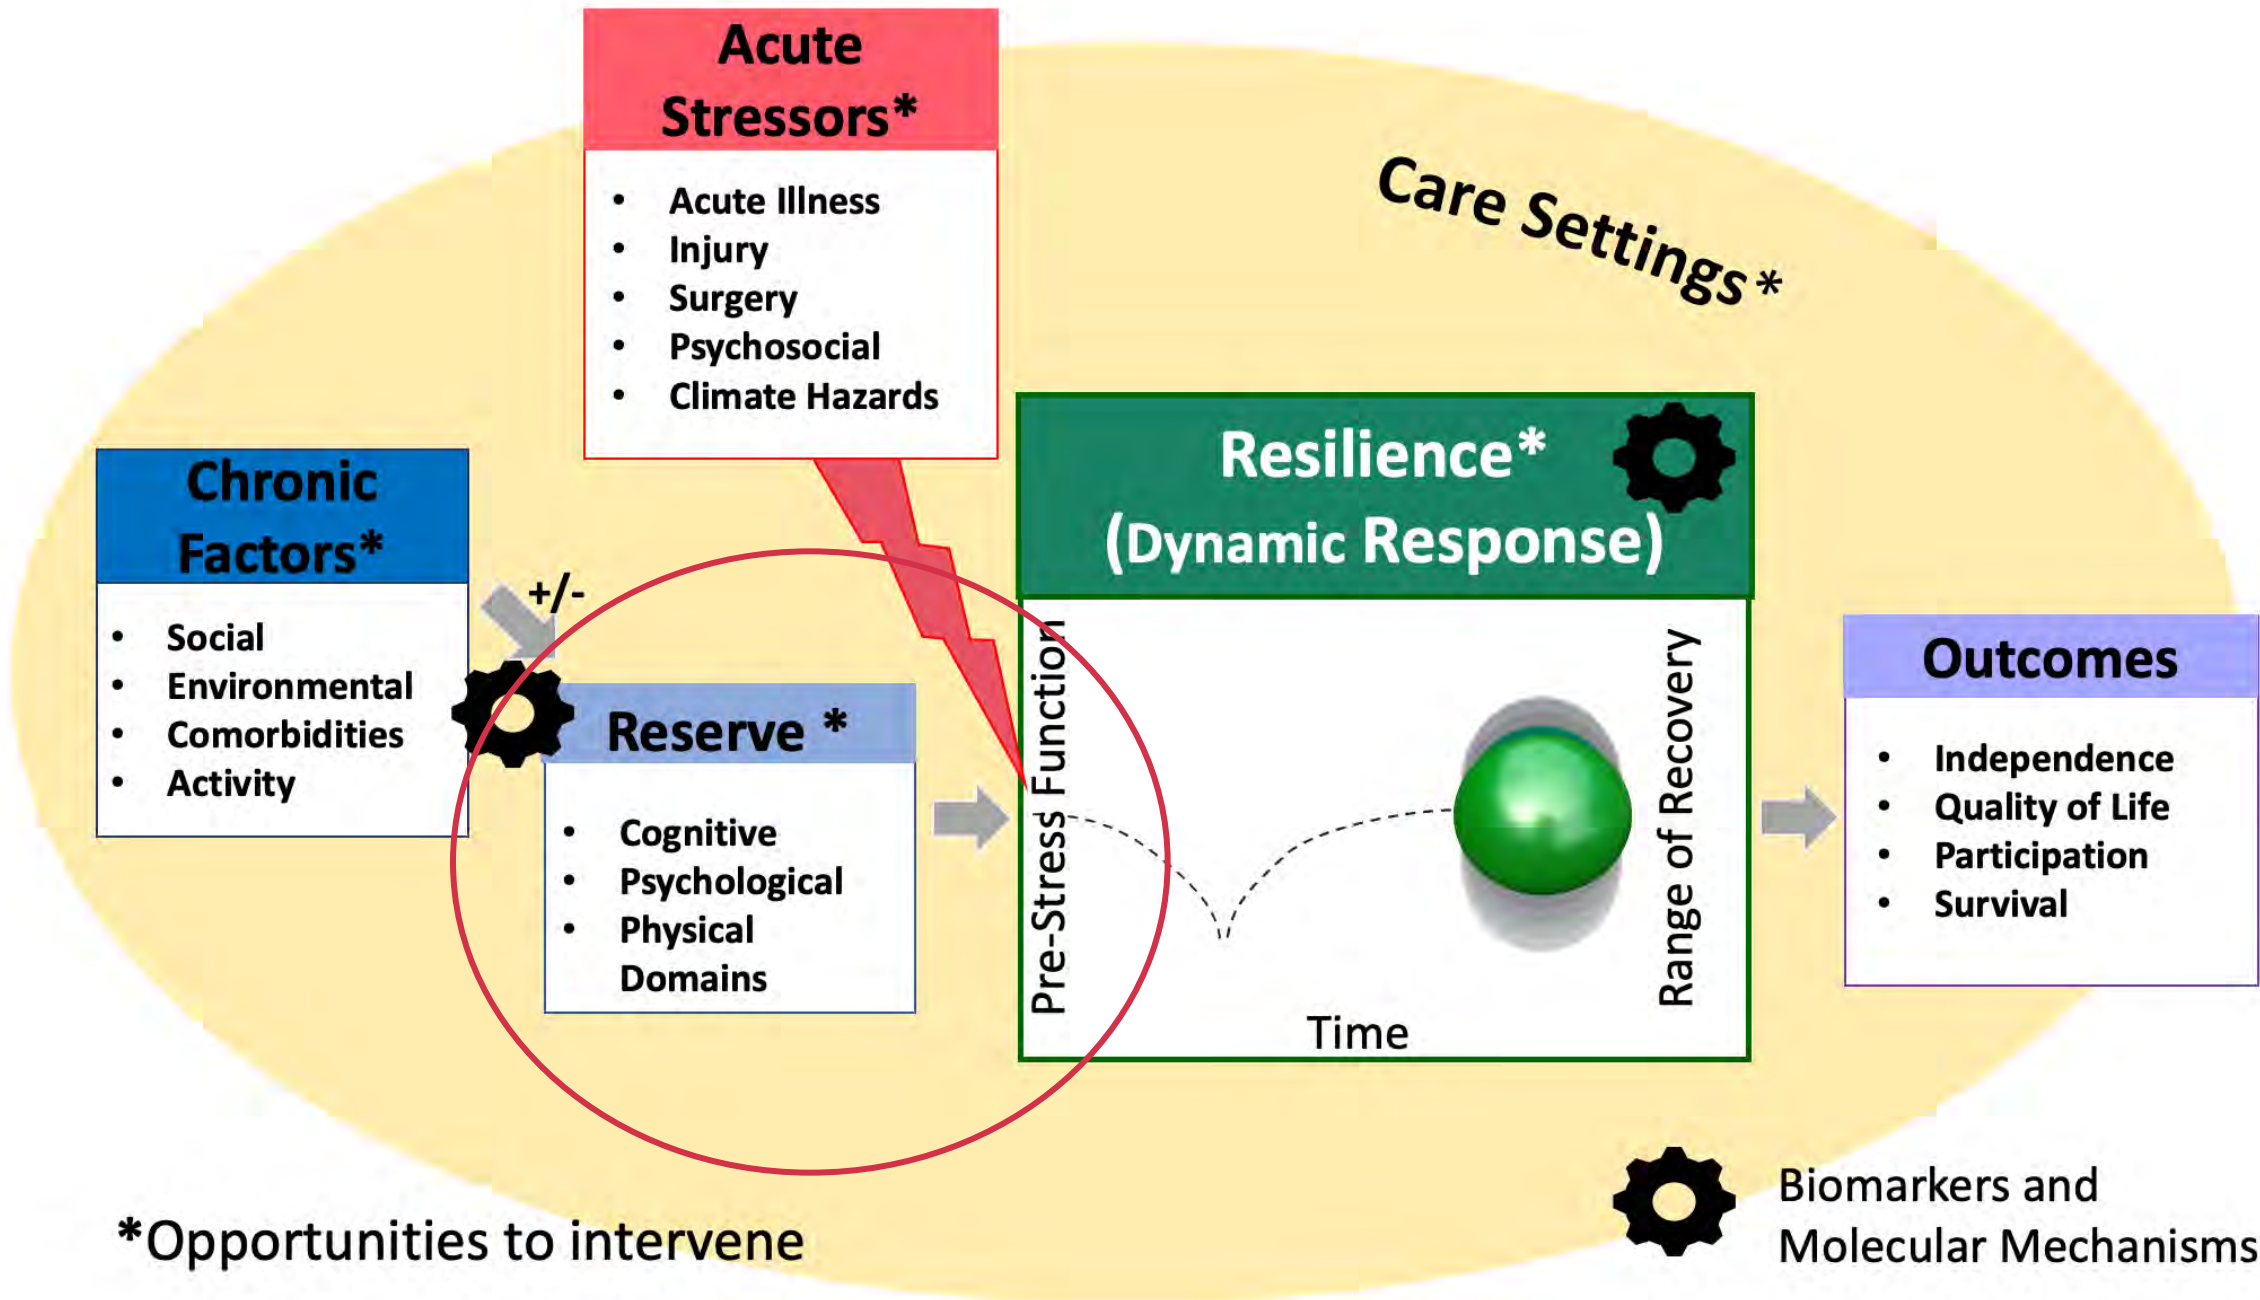 Acute
Stressors*
• Acute Illness
• Injury
• Surgery
• Psychosocial
• Climate Hazards
Care Settings*
Chronic
Factors*
• Social
• Environmental
• Comorbidities
• Activity
+/-
Reserve *
• Cognitive
• Psychological
• Physical
Domains
Resilience*
(Dynamic Response)
Pre-Stress Function
Range of Recovery
Time
Outcomes
• Independence
• Quality of Life
• Participation
• Survival
*Opportunities to intervene
Biomarkers and
Molecular Mechanisms